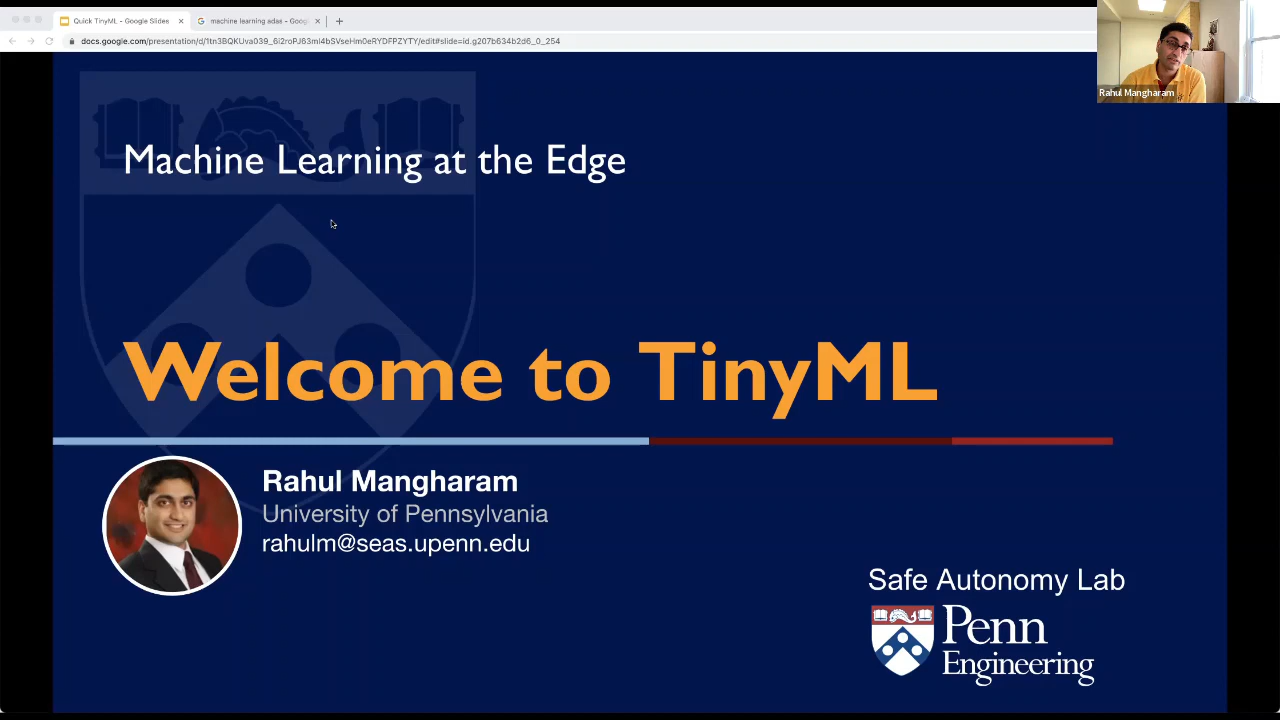 Quick TinyML - Google Slides
machine learning adas - Goog
docs.google.com/presentation/d/1tn3BQKUva039_6i2roPJ63ml4bSVseHm0eRYDFPZYTY/edit#slide=id.g207b634b2d6_0_254
Rahul Mangharam
Machine Learning at the Edge
Welcome to TinyML
Rahul Mangharam
University of Pennsylvania
rahulm@seas.upenn.edu
Safe Autonomy Lab
Penn
Engineering